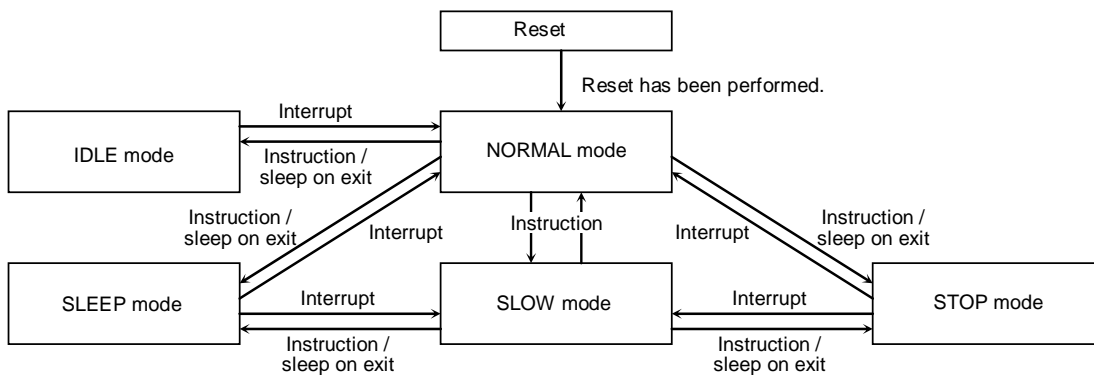 Reset
Reset has been performed.
Interrupt
IDLE mode
NORMAL mode
Instruction /
sleep on exit
Instruction /
sleep on exit
Interrupt
Instruction
Interrupt
Instruction /
sleep on exit
SLEEP mode
Interrupt
SLOW mode
Interrupt
STOP mode
Instruction /
sleep on exit
Instruction /
sleep on exit